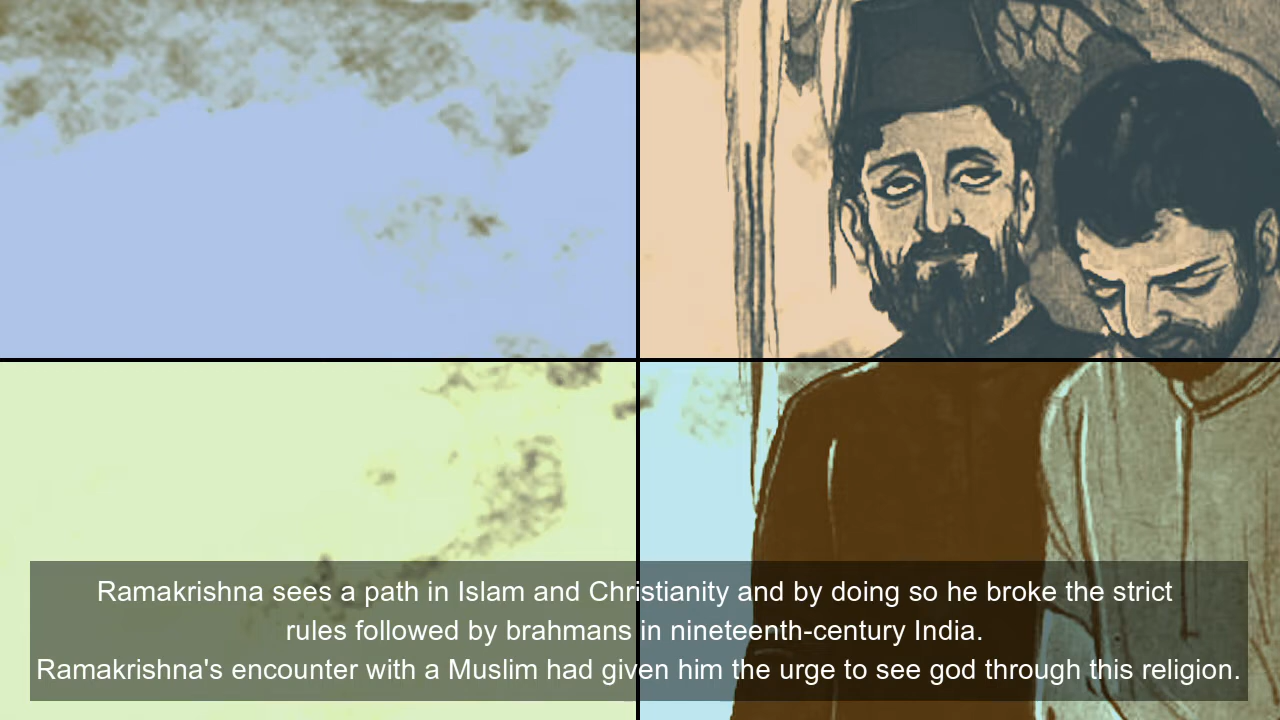 Ramakrishna sees a path in Islam and Christianity and by doing so he broke the strict
rules followed by brahmans in nineteenth-century India.
Ramakrishna's encounter with a Muslim had given him the urge to see god through this religion.